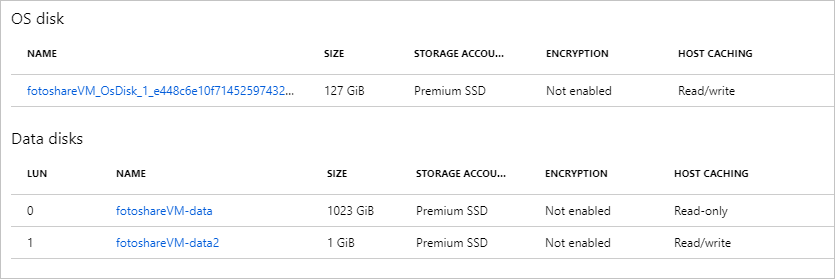 OS disk
NAME SIZE STORAGE ACCOU... ENCRYPTION HOST CACHING
fotoshareVM_OsDisk_1_e448c6e10f71452597432... 127 GiB Premium SSD Not enabled Read/write
Data disks
LUN NAME SIZE STORAGE ACCOU... ENCRYPTION HOST CACHING
0 fotoshareVM-data 1023 GiB Premium SSD Not enabled Read-only
1 fotoshareVM-data2 1 GiB Premium SSD Not enabled Read/write